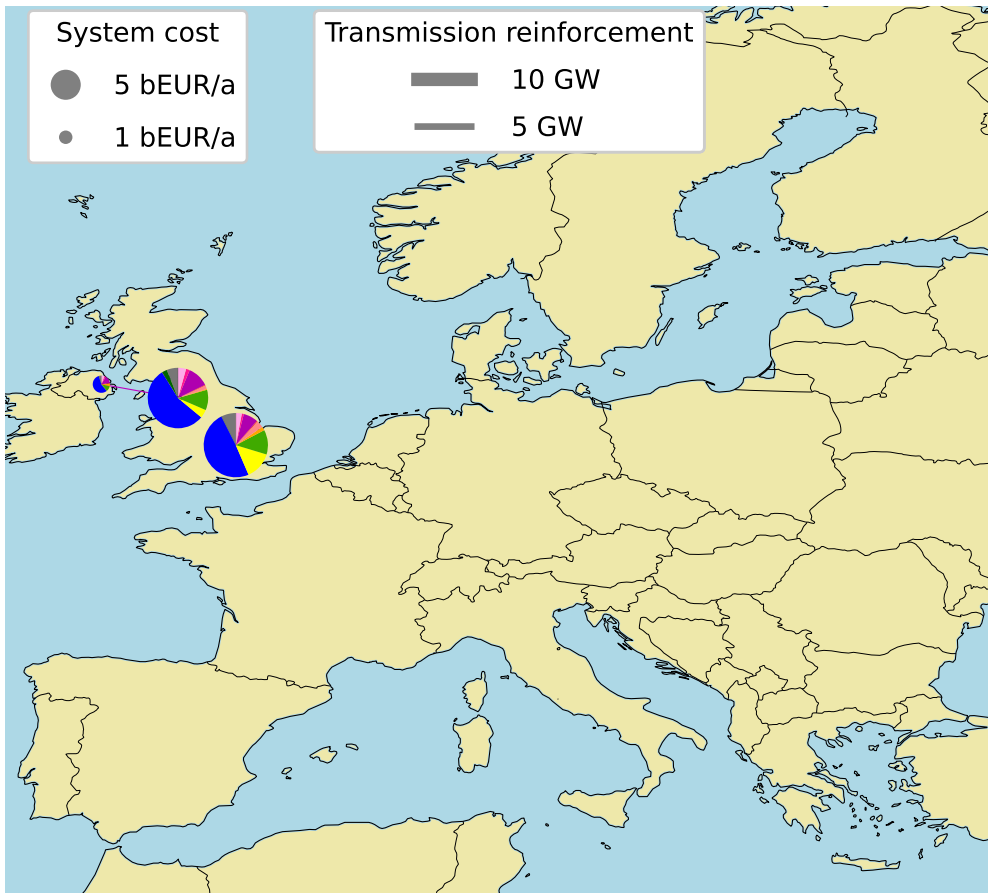 System cost
5 bEUR/a
1 bEUR/a
Transmission reinforcement
10 GW
5 GW